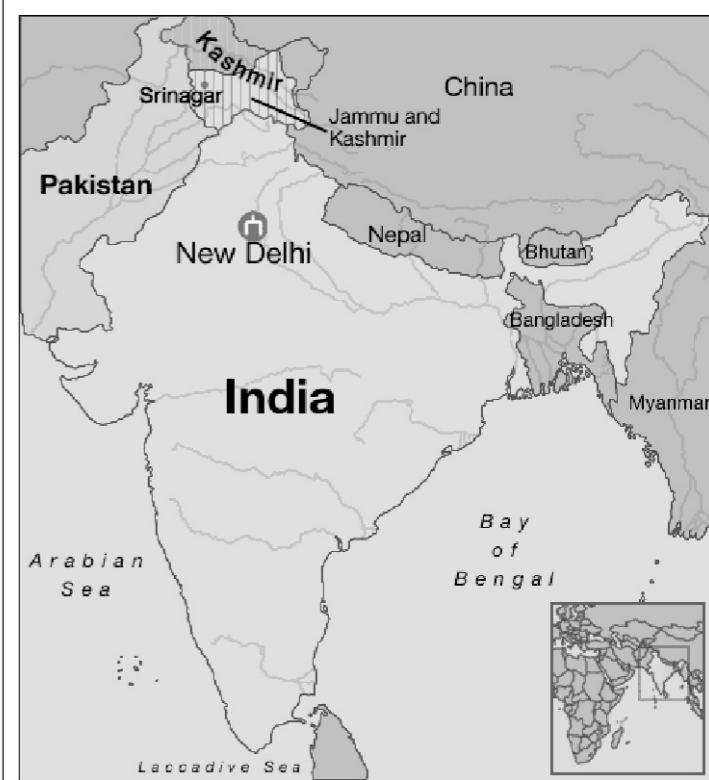 Kashmir
China
Srinagar
Jammu and
Kashmir
Pakistan
Nepal
New Delhi
Bhutan
Bangladesh
India
Myanmar
Bay
of
Bengal
Arabian
Sea
Laccadive Sea